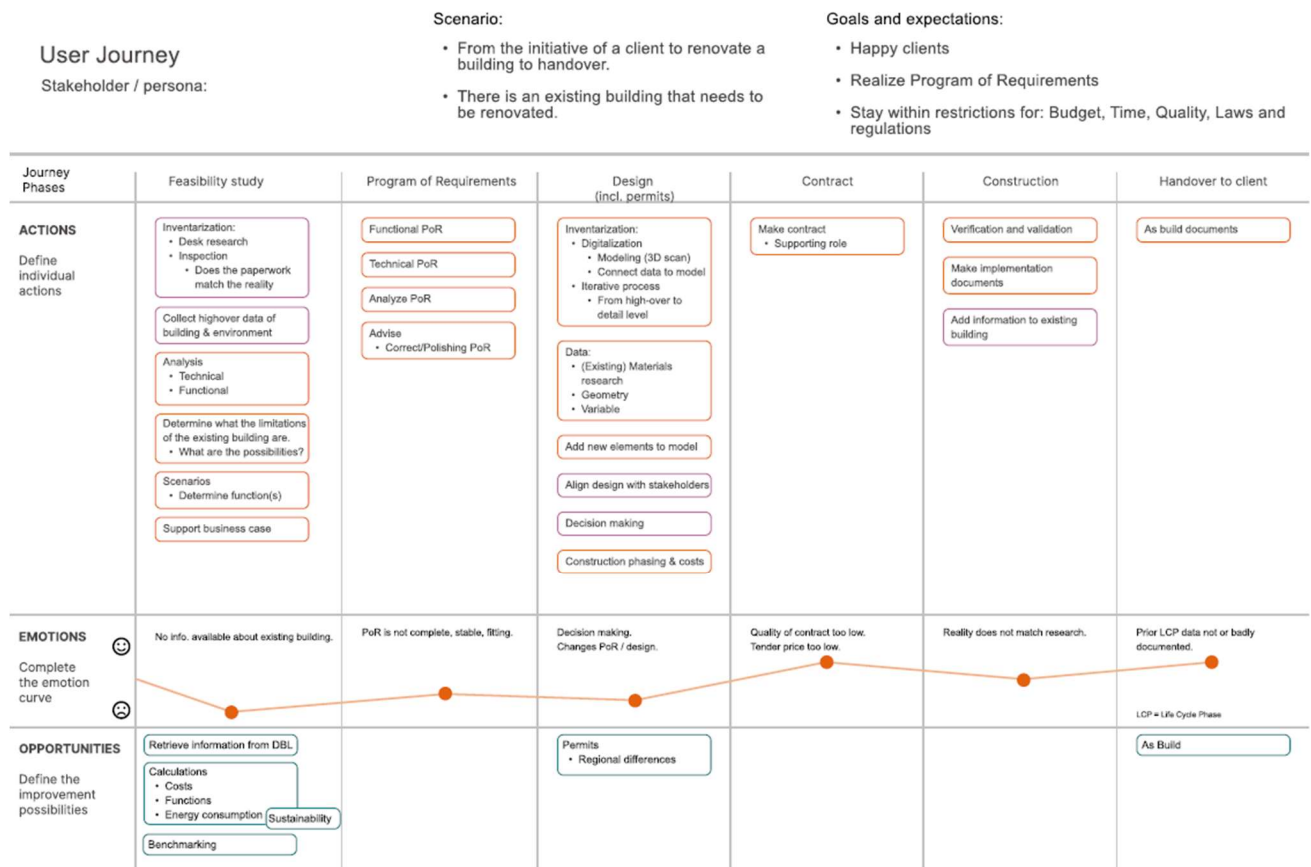 User Journey
Stakeholder / persona:
Scenario:
• From the initiative of a client to renovate a
building to handover.
• There is an existing building that needs to
be renovated.
Goals and expectations:
• Happy clients
• Realize Program of Requirements
• Stay within restrictions for: Budget, Time, Quality, Laws and
regulations
Journey
Phases
Feasibility study
Program of Requirements
Design
(incl. permits)
Contract
Construction
Handover to client
ACTIONS
Define
individual
actions
Inventarization:
• Desk research
• Inspection
• Does the paperwork
match the reality
Collect highover data of
building & environment
Analysis
• Technical
• Functional
Determine what the limitations
of the existing building are.
• What are the possibilities?
Scenarios
• Determine function(s)
Support business case
Functional PoR
Technical PoR
Analyze PoR
Advise
• Correct/Polishing PoR
Inventarization:
• Digitalization
• Modeling (3D scan)
• Connect data to model
• Iterative process
• From high-over to
detail level
Data:
• (Existing) Materials
research
• Geometry
• Variable
Add new elements to model
Align design with stakeholders
Decision making
Construction phasing & costs
Make contract
• Supporting role
Verification and validation
Make implementation
documents
Add information to existing
building
As build documents
EMOTIONS
Complete
the emotion
curve
No info. available about existing building.
PoR is not complete, stable, fitting.
Decision making.
Changes PoR / design.
Quality of contract too low.
Tender price too low.
Reality does not match research.
Prior LCP data not or badly
documented.
LCP = Life Cycle Phase
OPPORTUNITIES
Define the
improvement
possibilities
Retrieve information from DBL
Calculations
• Costs
• Functions
• Energy consumption
Sustainability
Benchmarking
Permits
• Regional differences
As Build